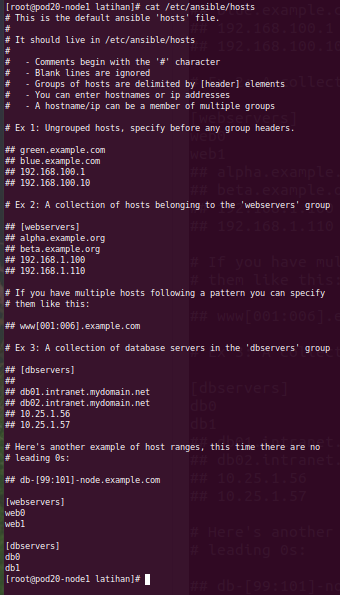 [root@pod20-node1 latihan]# cat /etc/ansible/hosts
# This is the default ansible 'hosts' file.
#
# It should live in /etc/ansible/hosts
#
#   - Comments begin with the '#' character
#   - Blank lines are ignored
#   - Groups of hosts are delimited by [header] elements
#   - You can enter hostnames or ip addresses
#   - A hostname/ip can be a member of multiple groups
# Ex 1: Ungrouped hosts, specify before any group headers.
## green.example.com
## blue.example.com
## 192.168.100.1
## 192.168.100.10
# Ex 2: A collection of hosts belonging to the 'webservers' group
## [webservers]
## alpha.example.org
## beta.example.org
## 192.168.1.100
## 192.168.1.110
# If you have multiple hosts following a pattern you can specify
# them like this:
## www[001:006].example.com
# Ex 3: A collection of database servers in the 'dbservers' group
## [dbservers]
##
## db01.intranet.mydomain.net
## db02.intranet.mydomain.net
## 10.25.1.56
## 10.25.1.57
# Here's another example of host ranges, this time there are no
# leading 0s:
## db-[99:101]-node.example.com
[webservers]
web0
web1
[dbservers]
db0
db1
[root@pod20-node1 latihan]#